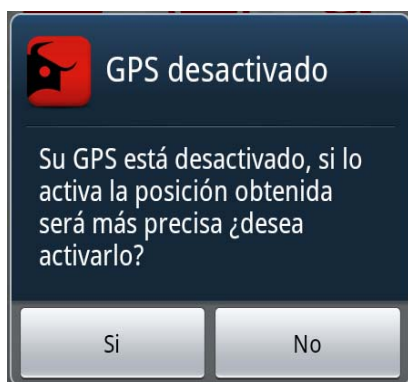 GPS desactivado
Su GPS está desactivado, si lo
activa la posición obtenida
será más precisa ¿desea
activarlo?
Si
No